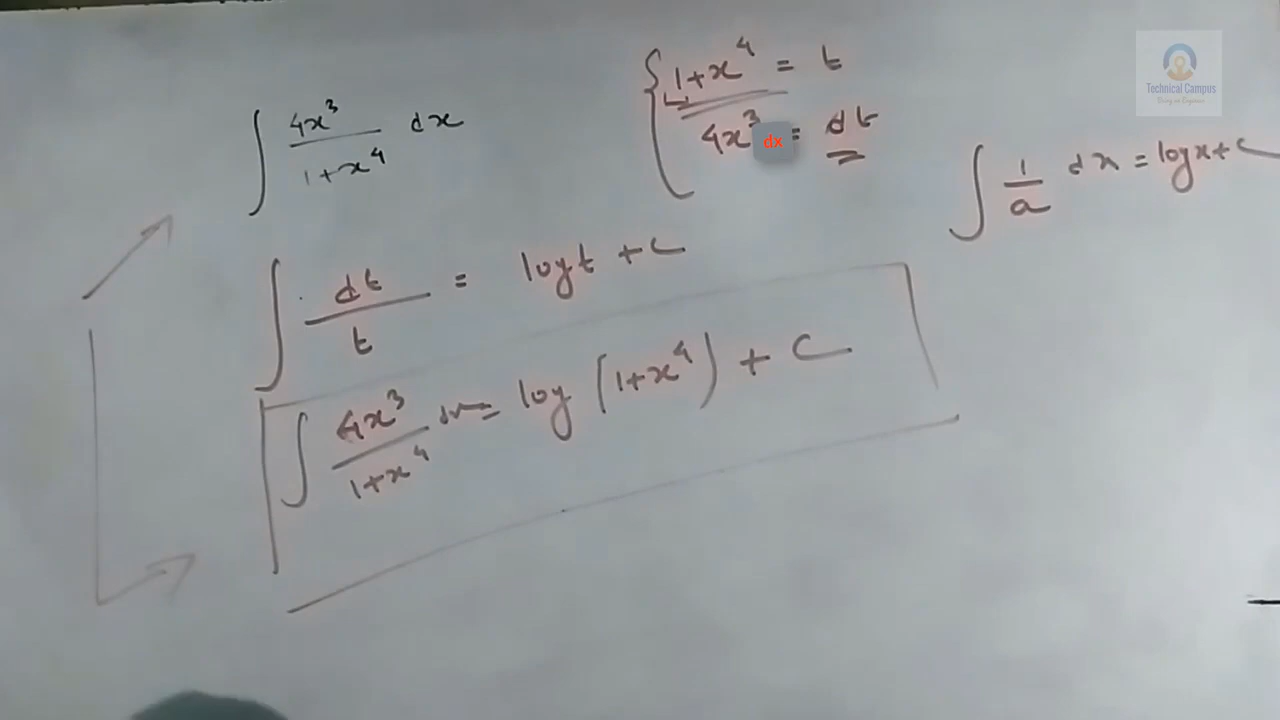 ∫ 4x³/1+x⁴ dx
{ 1+x⁴ = t
4x³ dx = dt
∫ 1/x dx = log x + c
∫ dt/t = log t + c
∫ 4x³/1+x⁴ dx = log (1+x⁴) + c
Technical Campus